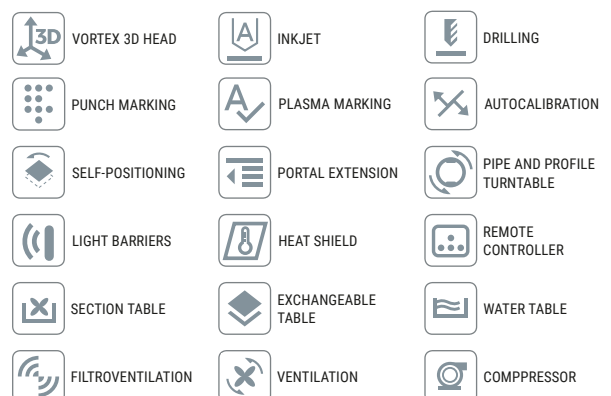 3D VORTEX 3D HEAD
A INKJET
DRILLING
PUNCH MARKING
A PLASMA MARKING
AUTOCALIBRATION
SELF-POSITIONING
PORTAL EXTENSION
PIPE AND PROFILE
TURNTABLE
LIGHT BARRIERS
HEAT SHIELD
REMOTE
CONTROLLER
SECTION TABLE
EXCHANGEABLE
TABLE
WATER TABLE
FILTROVENTILATION
VENTILATION
COMPPRESSOR